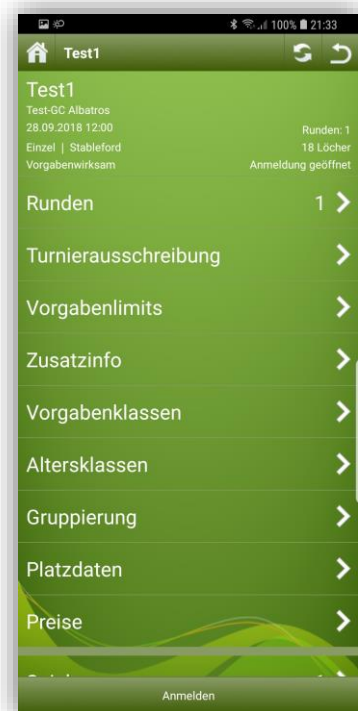 100% 21:33
Test1
Test1
Test-GC Albatros
28.09.2018 12:00 Runden: 1
Einzel | Stableford 18 Löcher
Vorgabenwirksam Anmeldung geöffnet
Runden 1
Turnierausschreibung
Vorgabenlimits
Zusatzinfo
Vorgabenklassen
Altersklassen
Gruppierung
Platzdaten
Preise
Anmelden